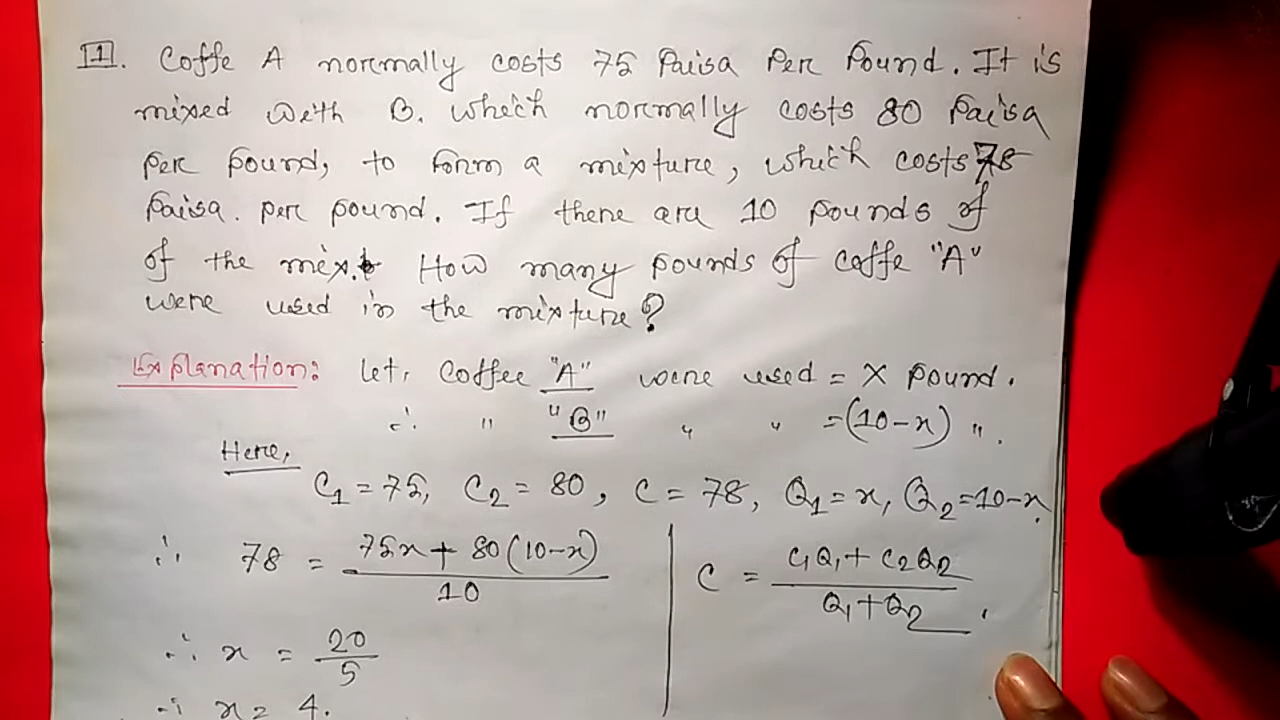 1. Coffe A normally costs 75 Paisa Per Pound. It is
mixed with B. which normally costs 80 Paisa
Per Pound, to form a mixture, which costs 78
Paisa. Per pound. If there are 10 pounds of
of the mix. How many pounds of coffe "A"
were used in the mixture?
Explanation: Let, Coffee "A" were used = X Pound.
∴ " "B" " " = (10-x) ".
Here,
C₁ = 75, C₂ = 80, C = 78, Q₁ = x, Q₂ = 10-x.
∴ 78 = (75x + 80(10-x))/10
C = (C₁Q₁ + C₂Q₂)/(Q₁ + Q₂).
∴ x = 20/5
∴ x = 4.